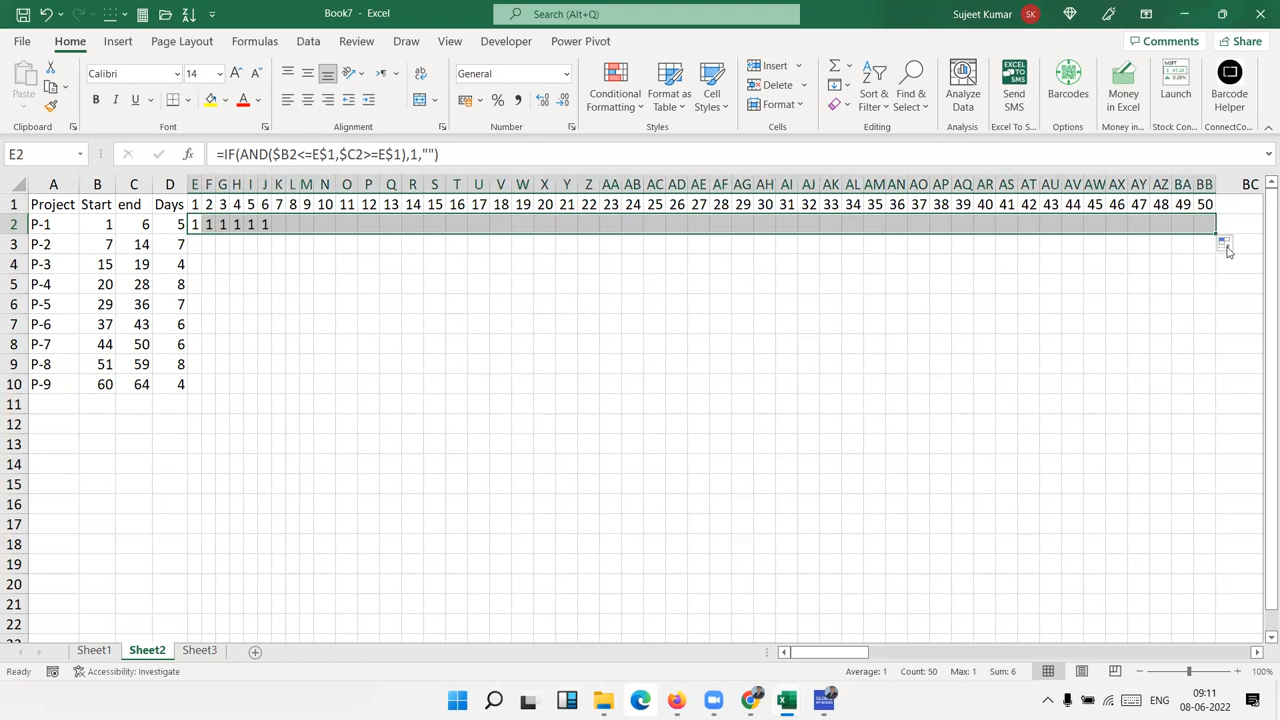 Book7 - Excel
Search (Alt+Q)
Sujeet Kumar SK
File Home Insert Page Layout Formulas Data Review View Draw Developer Power Pivot Comments Share
Paste Calibri 14 General Conditional Formatting Format as Table Cell Styles Insert Delete Format Sort & Filter Find & Select Analyze Data Send SMS Barcodes Money in Excel Launch Barcode Helper
Clipboard Font Alignment Number Styles Cells Editing Analysis Excel To S... Options Money in... Stock Con... ConnectCo...
E2 =IF(AND($B2<=E$1,$C2>=E$1),1,"")
A B C D E F G H I J K L M N O P Q R S T U V W X Y Z AA AB AC AD AE AF AG AH AI AJ AK AL AM AN AO AP AQ AR AS AT AU AV AW AX AY AZ BA BB BC
1 Project Start end Days 1 2 3 4 5 6 7 8 9 10 11 12 13 14 15 16 17 18 19 20 21 22 23 24 25 26 27 28 29 30 31 32 33 34 35 36 37 38 39 40 41 42 43 44 45 46 47 48 49 50
2 P-1 1 6 5 1 1 1 1 1 1
3 P-2 7 14 7
4 P-3 15 19 4
5 P-4 20 28 8
6 P-5 29 36 7
7 P-6 37 43 6
8 P-7 44 50 6
9 P-8 51 59 8
10 P-9 60 64 4
11
12
13
14
15
16
17
18
19
20
21
22
Sheet1 Sheet2 Sheet3
Ready Accessibility: Investigate Average: 1 Count: 50 Max: 1 Sum: 6 100%
ENG 09:11
08-06-2022